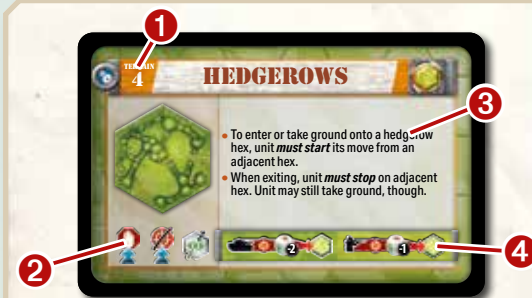 1
TERRAIN
4
HEDGEROWS
3
• To enter or take ground onto a hedgerow
hex, unit must start its move from an
adjacent hex.
• When exiting, unit must stop on adjacent
hex. Unit may still take ground, though.
2
-2
-1
4